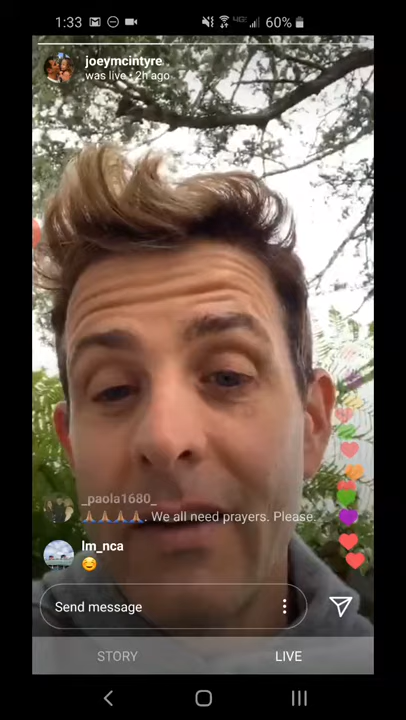 1:33
60%
joeymcintyre
was live • 2h ago
_paola1680_
🙏🏽🙏🏽🙏🏽🙏🏽. We all need prayers. Please.
lm_nca
☺️
Send message
STORY
LIVE